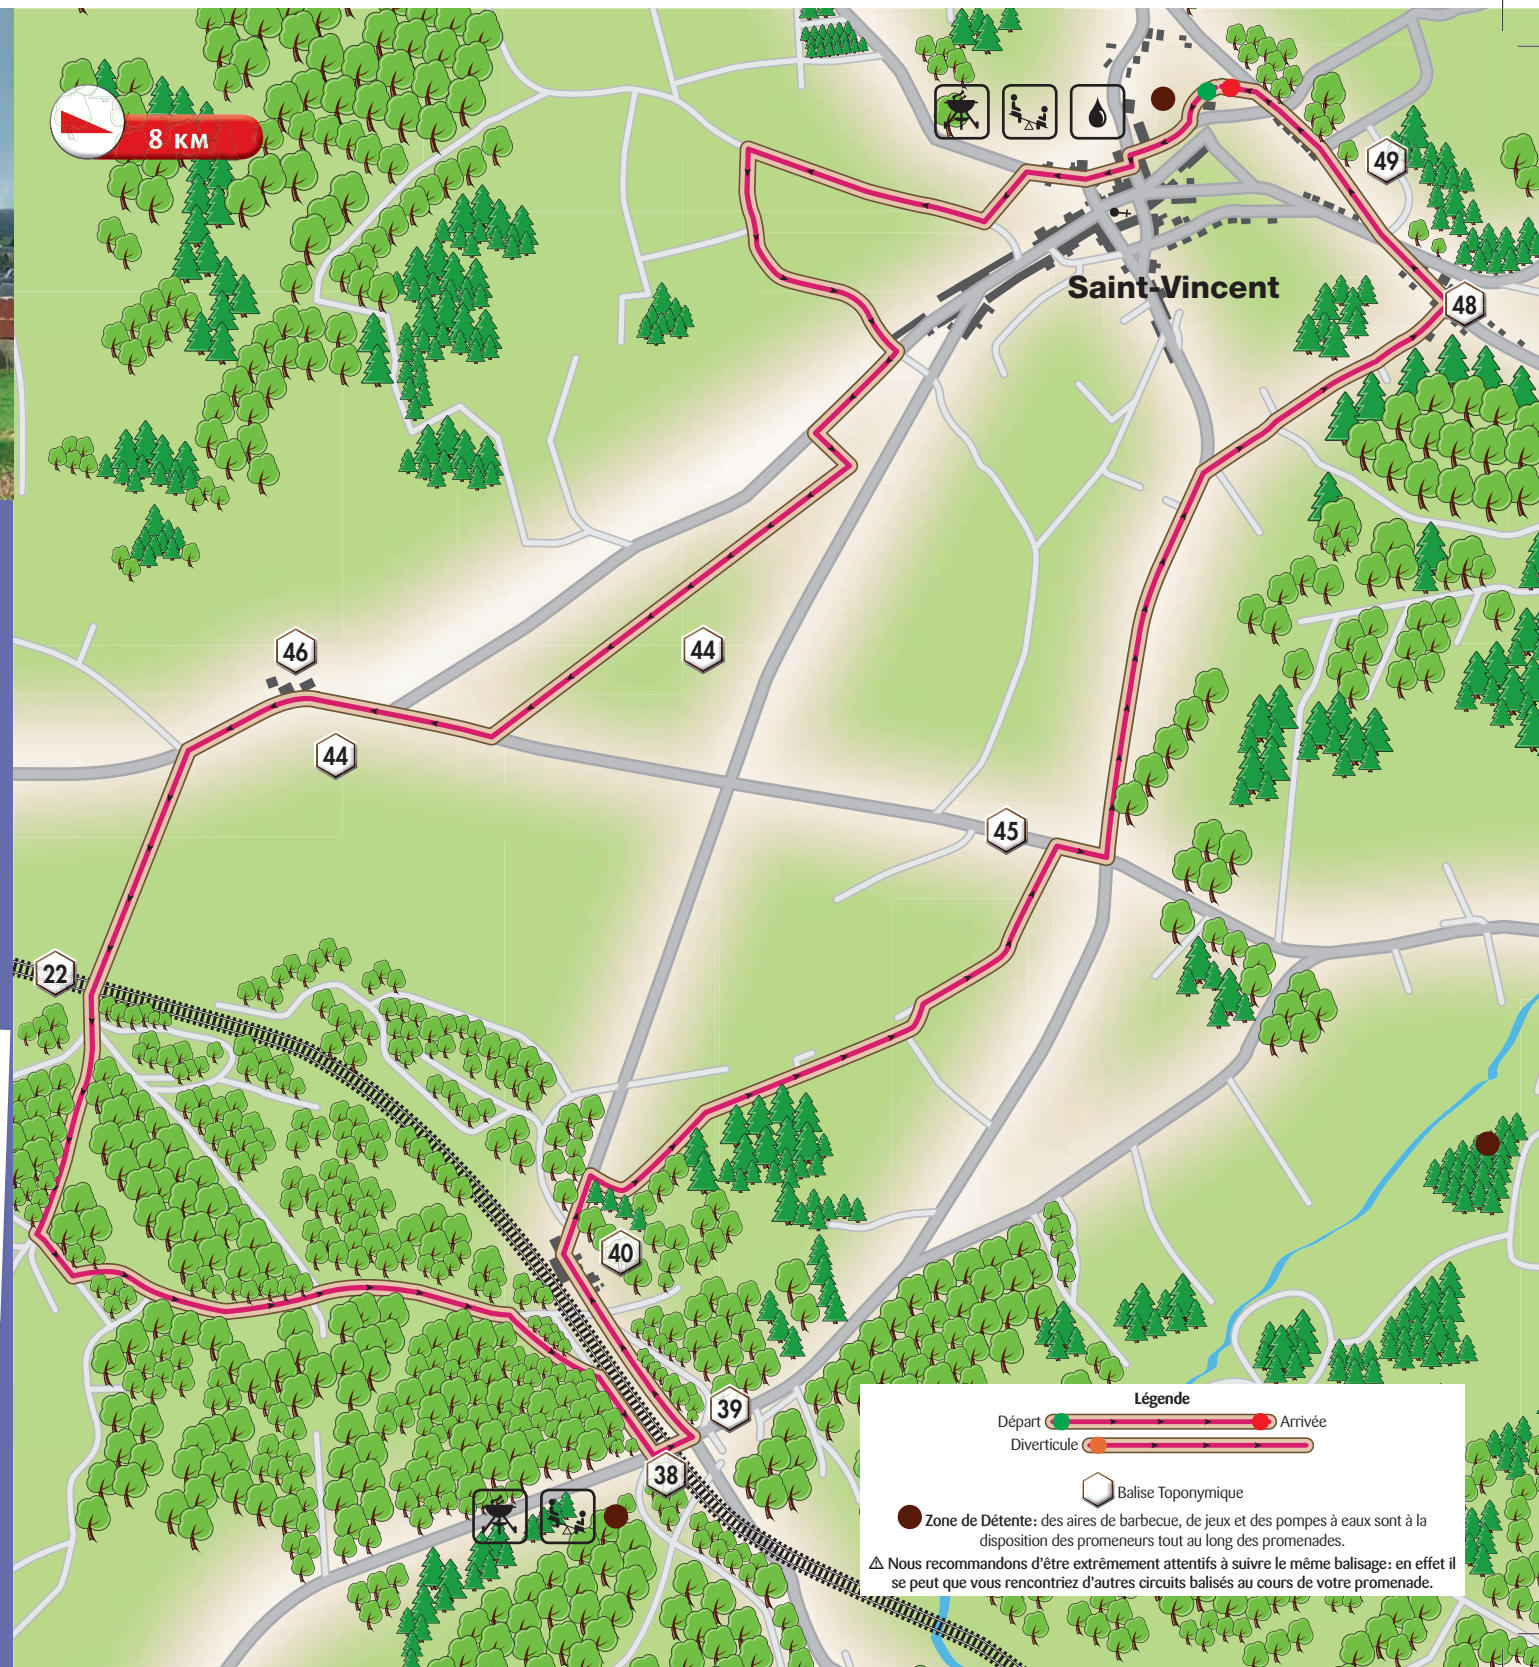 8 KM
49
Saint-Vincent
48
46
44
44
45
22
40
39
38
Légende
Départ
Arrivée
Diverticule
Balise Toponymique
Zone de Détente: des aires de barbecue, de jeux et des pompes à eaux sont à la
disposition des promeneurs tout au long des promenades.
⚠ Nous recommandons d'être extrêmement attentifs à suivre le même balisage: en effet il
se peut que vous rencontriez d'autres circuits balisés au cours de votre promenade.